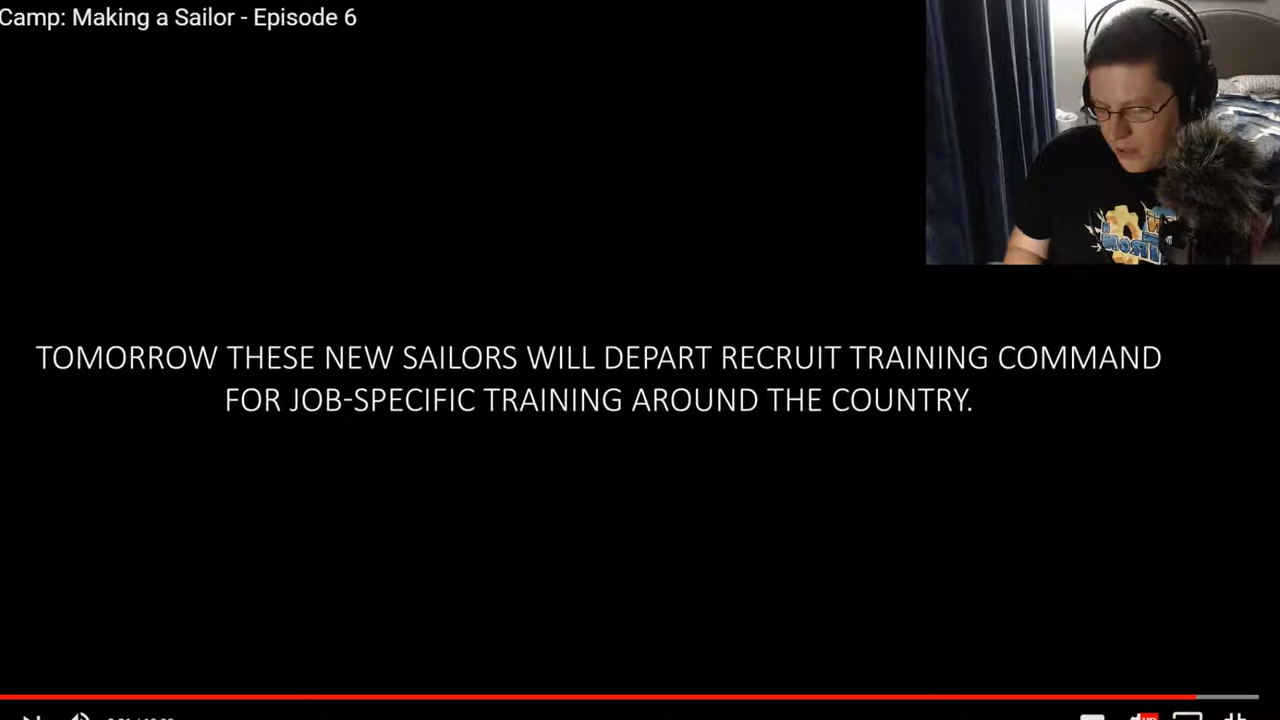 Camp: Making a Sailor - Episode 6
TOMORROW THESE NEW SAILORS WILL DEPART RECRUIT TRAINING COMMAND
FOR JOB-SPECIFIC TRAINING AROUND THE COUNTRY.